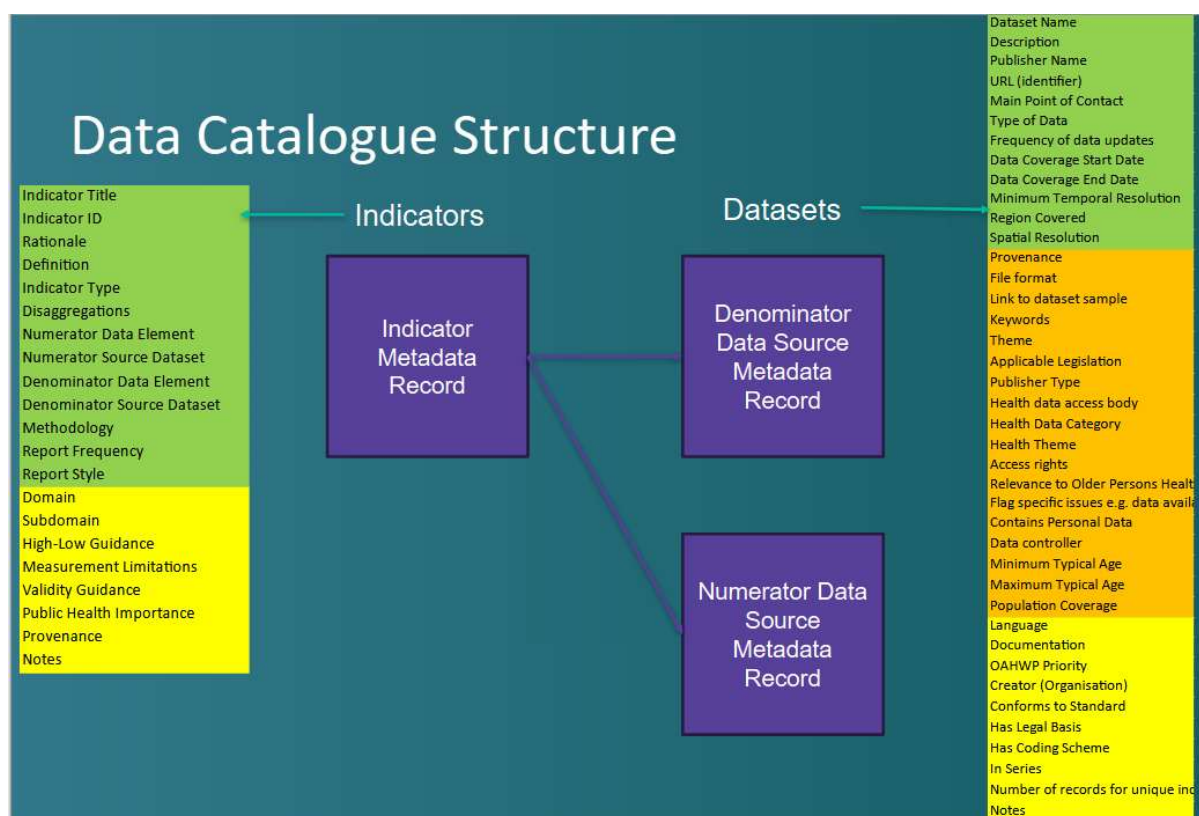 Data Catalogue Structure
Indicator Title
Indicator ID
Rationale
Definition
Indicator Type
Disaggregations
Numerator Data Element
Numerator Source Dataset
Denominator Data Element
Denominator Source Dataset
Methodology
Report Frequency
Report Style
Domain
Subdomain
High-Low Guidance
Measurement Limitations
Validity Guidance
Public Health Importance
Provenance
Notes
Indicators
Indicator
Metadata
Record
Datasets
Denominator
Data Source
Metadata
Record
Numerator Data
Source
Metadata
Record
Dataset Name
Description
Publisher Name
URL (identifier)
Main Point of Contact
Type of Data
Frequency of data updates
Data Coverage Start Date
Data Coverage End Date
Minimum Temporal Resolution
Region Covered
Spatial Resolution
Provenance
File format
Link to dataset sample
Keywords
Theme
Applicable Legislation
Publisher Type
Health data access body
Health Data Category
Health Theme
Access rights
Relevance to Older Persons Healt
Flag specific issues e.g. data availa
Contains Personal Data
Data controller
Minimum Typical Age
Maximum Typical Age
Population Coverage
Language
Documentation
OAHWP Priority
Creator (Organisation)
Conforms to Standard
Has Legal Basis
Has Coding Scheme
In Series
Number of records for unique ind
Notes